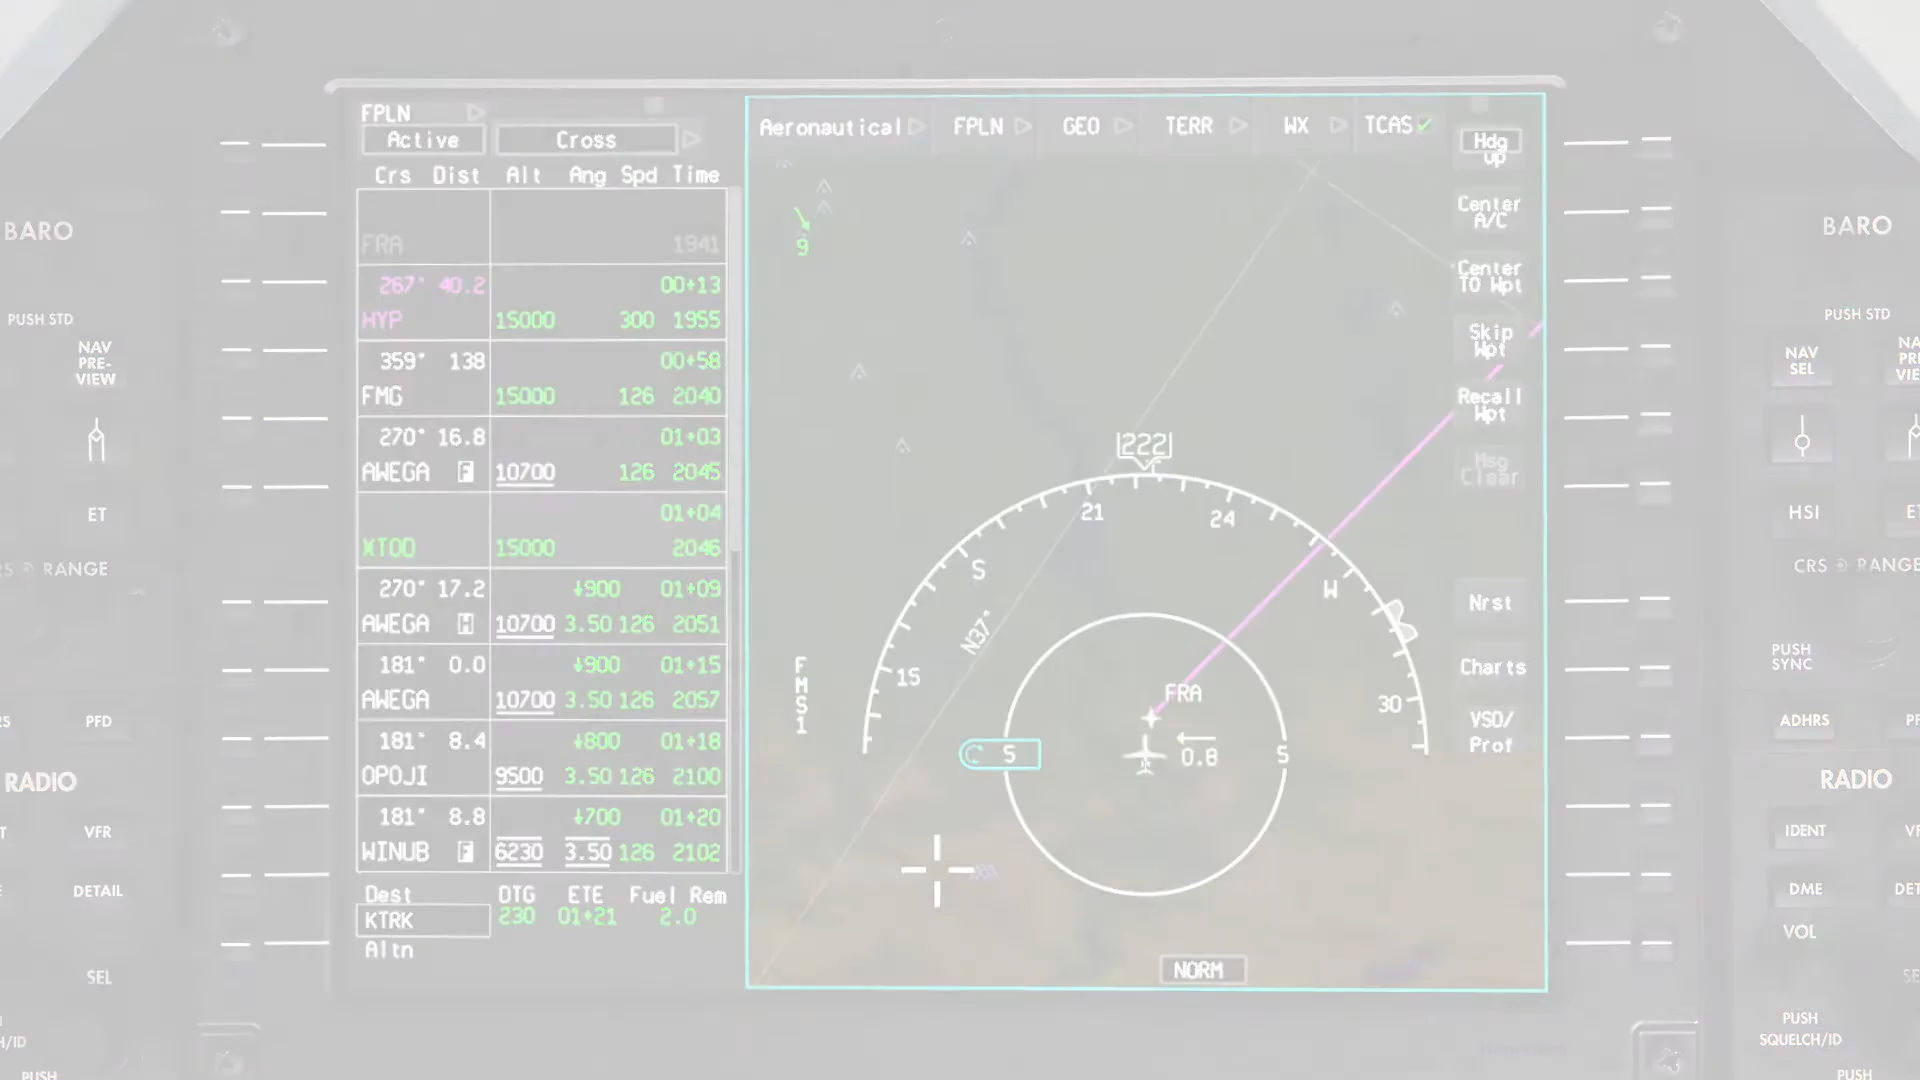 FPLN
Active Cross
Crs Dist Alt Ang Spd Time
FRA 1941
267° 40.2 00+13
HYP 15000 300 1955
359° 138 00+58
FMG 15000 126 2040
270° 16.8 01+03
AWEGA F 10700 126 2045
01+04
XTOD 15000 2046
270° 17.2 ↓900 01+09
AWEGA H 10700 3.50 126 2051
181° 0.0 ↓900 01+15
AWEGA 10700 3.50 126 2057
181° 8.4 ↓800 01+18
OPOJI 9500 3.50 126 2100
181° 8.8 ↓700 01+20
WINUB F 6230 3.50 126 2102
Dest DTG ETE Fuel Rem
KTRK 230 01+21 2.0
Altn
Aeronautical FPLN GEO TERR WX TCAS
9
222
S 21 24 W
15 30
N37°
FMS1
FRA
5 5
0.8
NORM
Hdg
up
Center
A/C
Center
TO Wpt
Skip
Wpt
Recall
Wpt
Msg
Clear
Nrst
Charts
VSD/
Prof
BARO
PUSH STD
NAV
PRE-
VIEW
ET
RANGE
PFD
RADIO
VFR
DETAIL
SEL
H/ID
PUSH
BARO
PUSH STD
NAV
SEL
HSI
CRS RANGE
PUSH
SYNC
ADHRS
RADIO
IDENT
DME
VOL
PUSH
SQUELCH/ID
PUSH